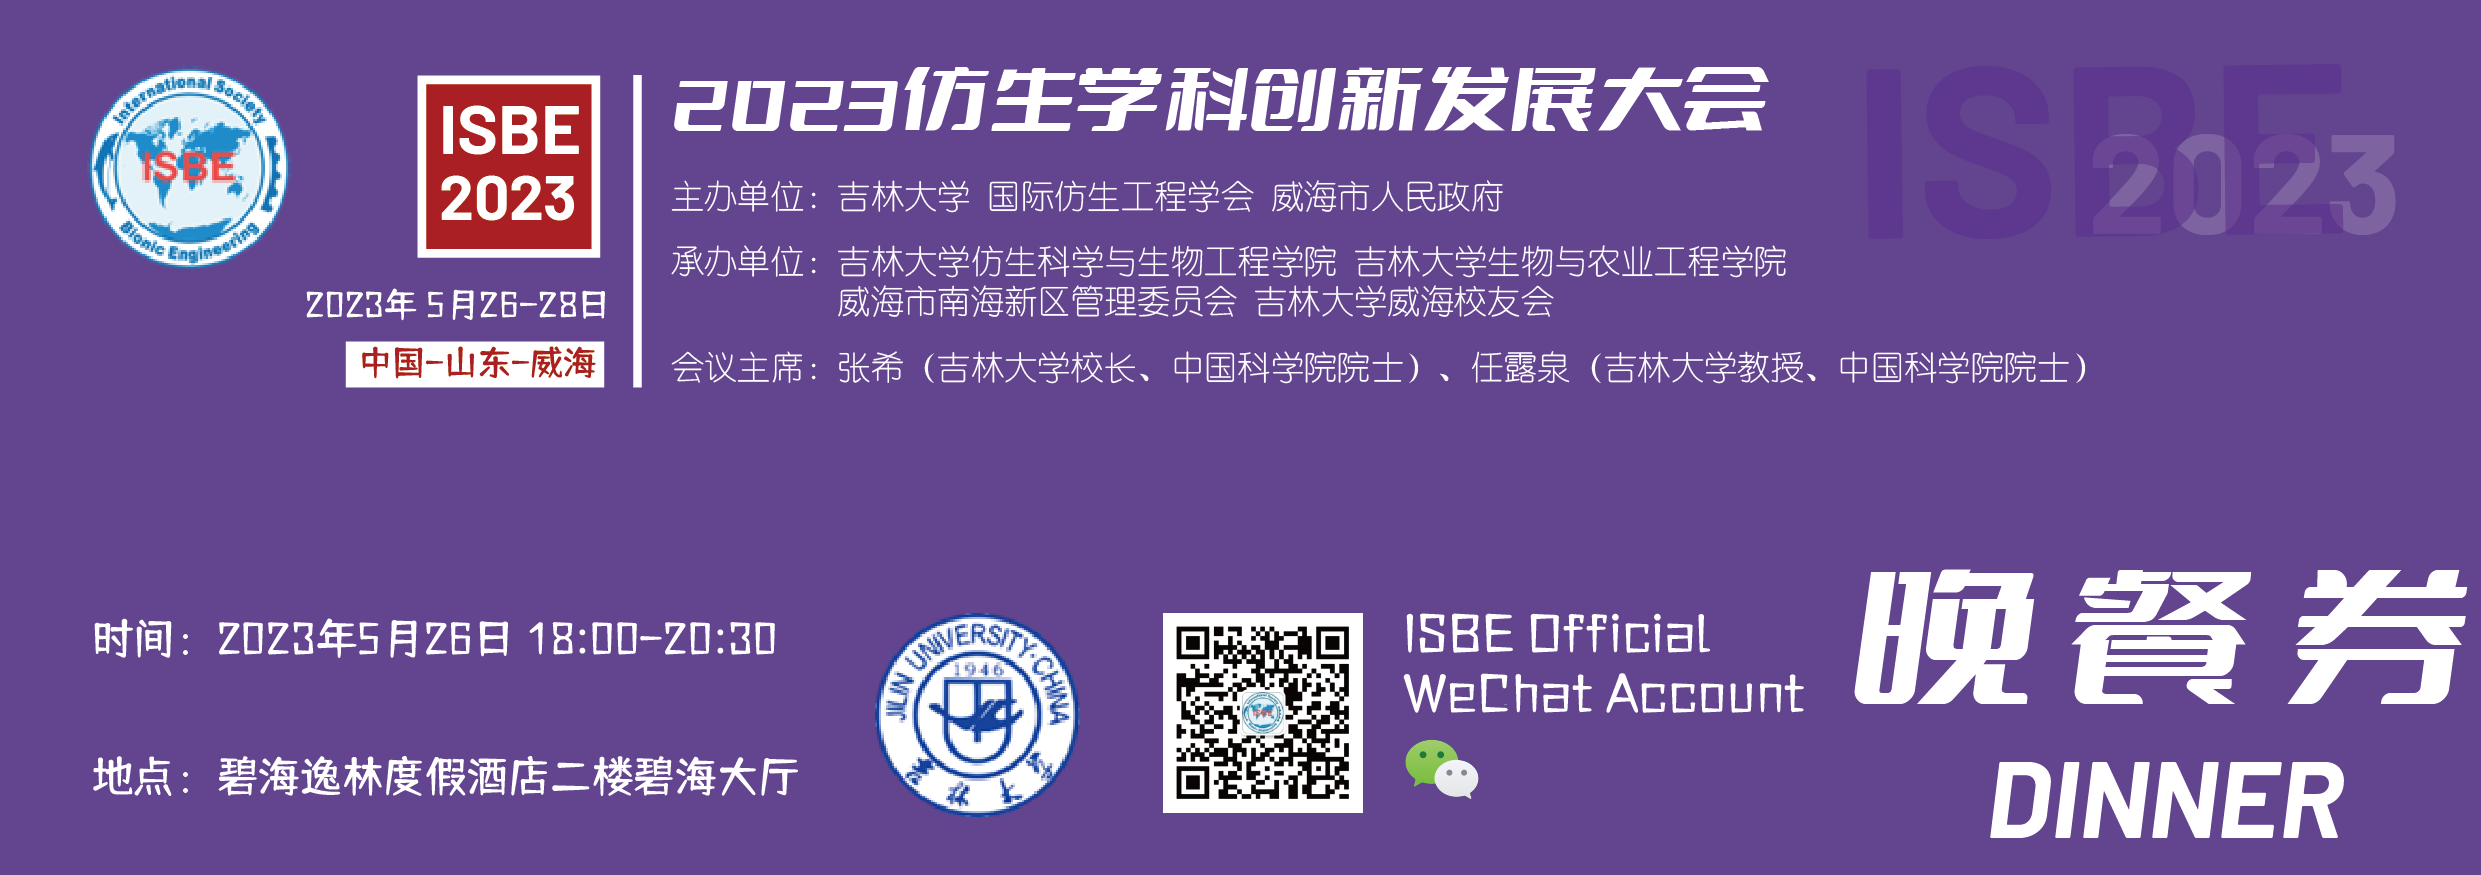 International Society
ISBE
Bionic Engineering
ISBE
2023
2023年 5月26-28日
中国-山东-威海
2023仿生学科创新发展大会
主办单位：吉林大学 国际仿生工程学会 威海市人民政府
承办单位：吉林大学仿生科学与生物工程学院 吉林大学生物与农业工程学院
威海市南海新区管理委员会 吉林大学威海校友会
会议主席：张希（吉林大学校长、中国科学院院士）、任露泉（吉林大学教授、中国科学院院士）
ISBE
2023
时间：2023年5月26日 18:00-20:30
地点：碧海逸林度假酒店二楼碧海大厅
JILIN UNIVERSITY·CHINA
1946
ISBE Official
WeChat Account
晚餐券
DINNER